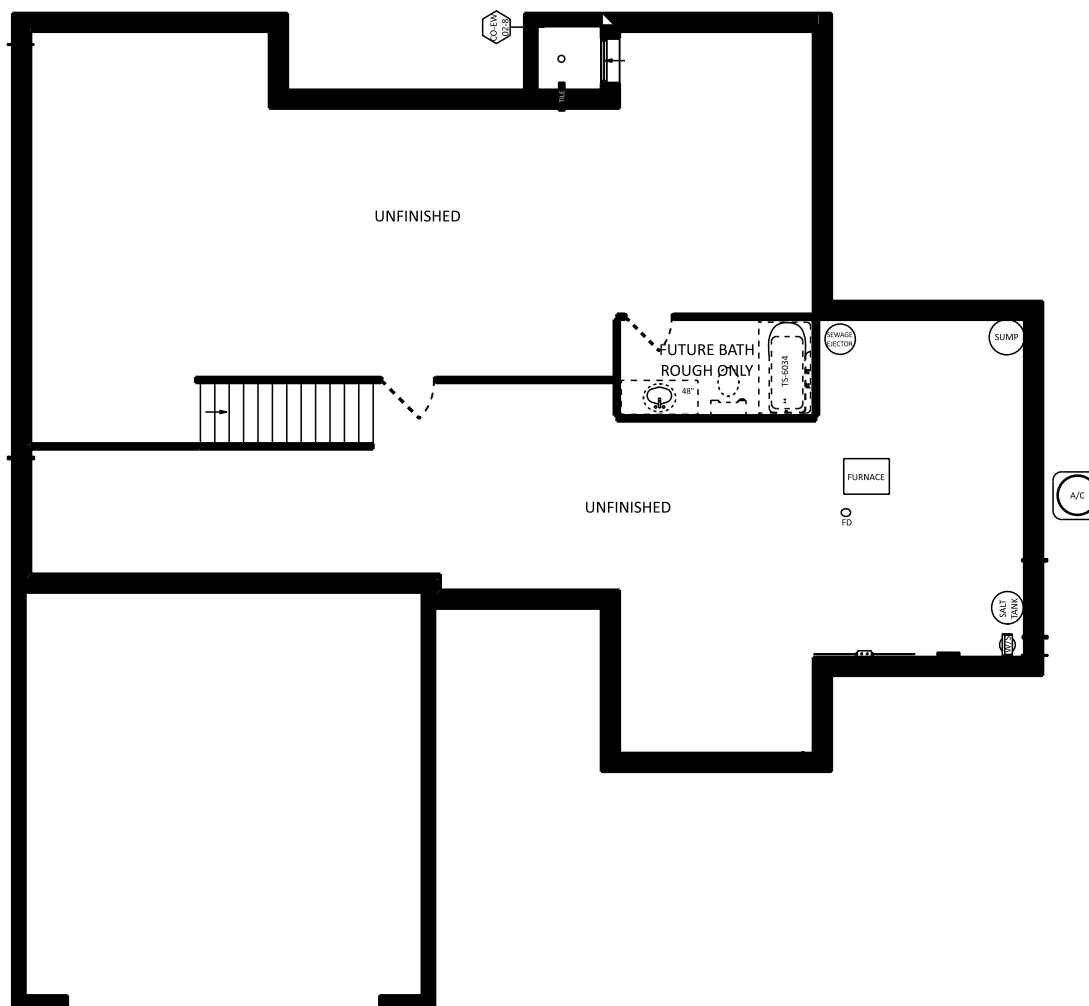 CO-EW
02-8
TILE
UNFINISHED
FUTURE BATH
ROUGH ONLY
48"
TS-6034
SEWAGE
EJECTOR
SUMP
FURNACE
FD
UNFINISHED
A/C
SALT
TANK
W/S